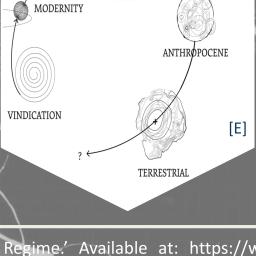 MODERNITY
ANTHROPOCENE
VINDICATION
[E]
?
TERRESTRIAL
Regime.’ Available at: https://w